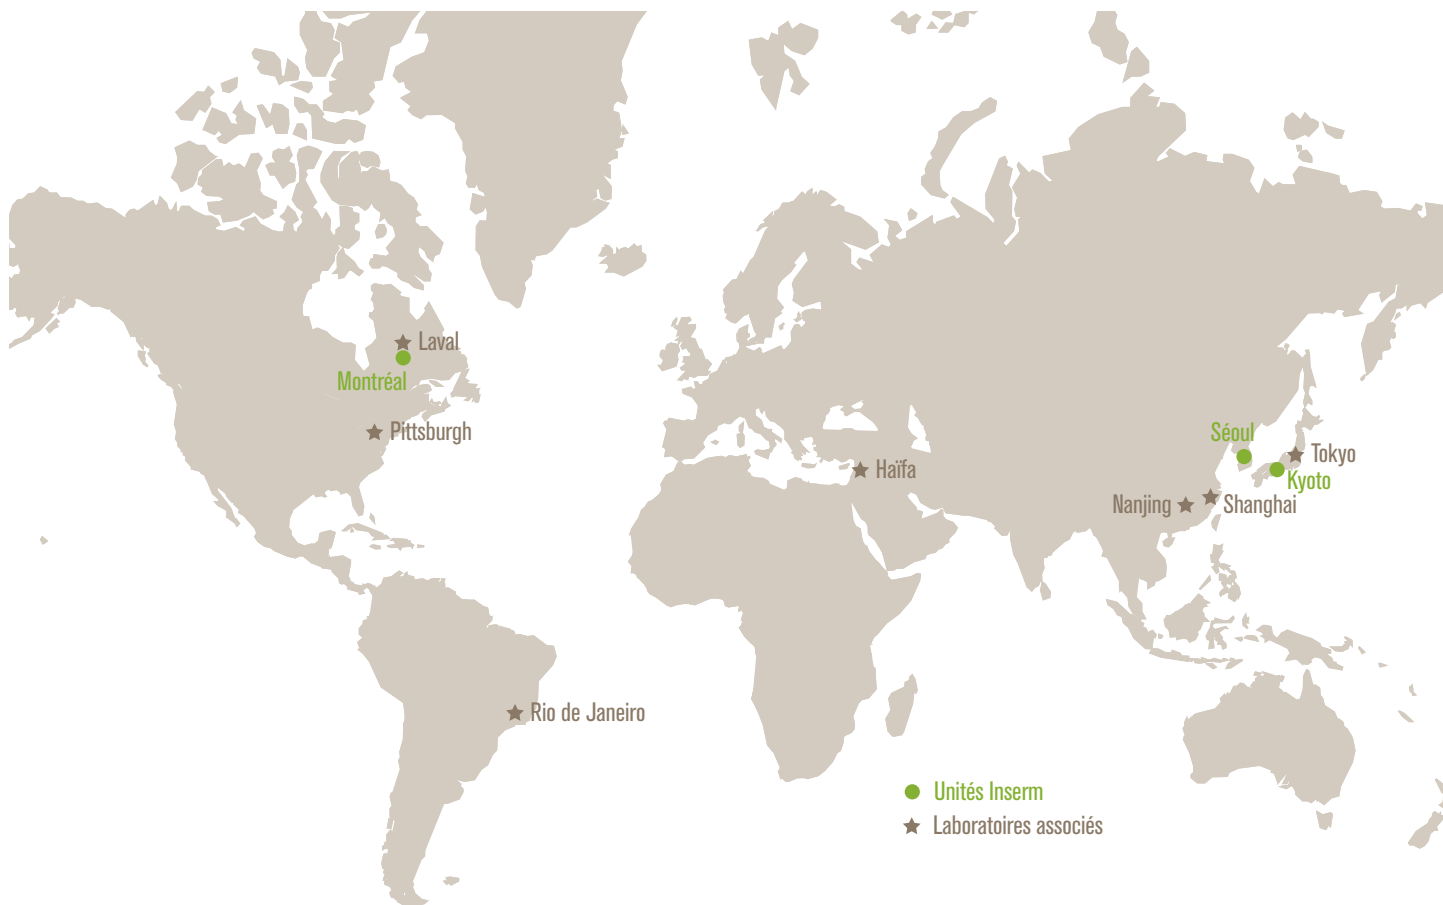 Laval
Montréal
Pittsburgh
Séoul
Tokyo
Haïfa
Kyoto
Nanjing
Shanghai
Rio de Janeiro
Unités Inserm
Laboratoires associés